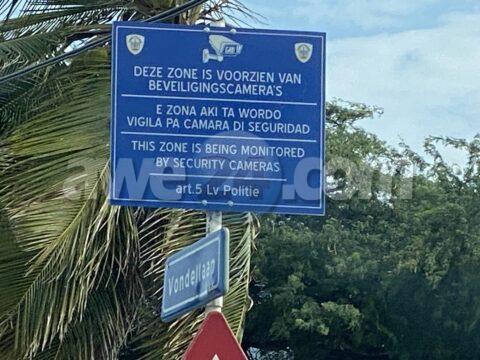 DEZE ZONE IS VOORZIEN VAN
BEVEILIGINGSCAMERA'S
E ZONA AKI TA WORDO
VIGILA PA CAMARA DI SEGURIDAD
THIS ZONE IS BEING MONITORED
BY SECURITY CAMERAS
art.5 Lv Politie
Vondellaan